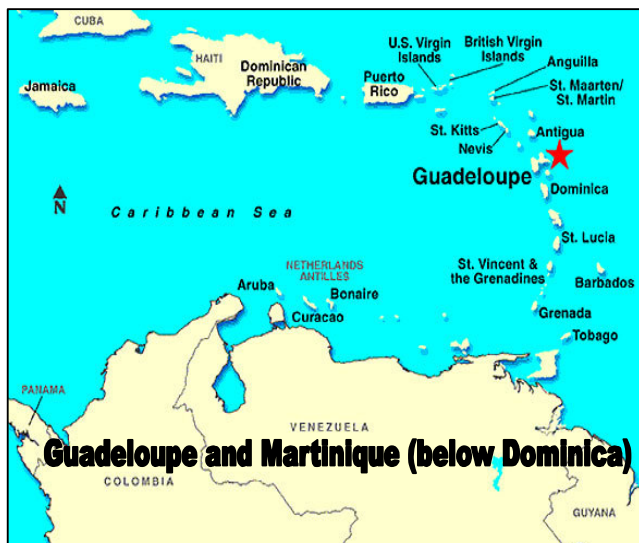 CUBA
HAITI
Dominican
Republic
Jamaica
Puerto
Rico
U.S. Virgin
Islands
British Virgin
Islands
Anguilla
St. Maarten/
St. Martin
St. Kitts
Nevis
Antigua
Guadeloupe
Dominica
N
Caribbean Sea
St. Lucia
St. Vincent &
the Grenadines
Barbados
NETHERLANDS
ANTILLES
Aruba
Bonaire
Curacao
Grenada
Tobago
PANAMA
VENEZUELA
Guadeloupe and Martinique (below Dominica)
COLOMBIA
GUYANA